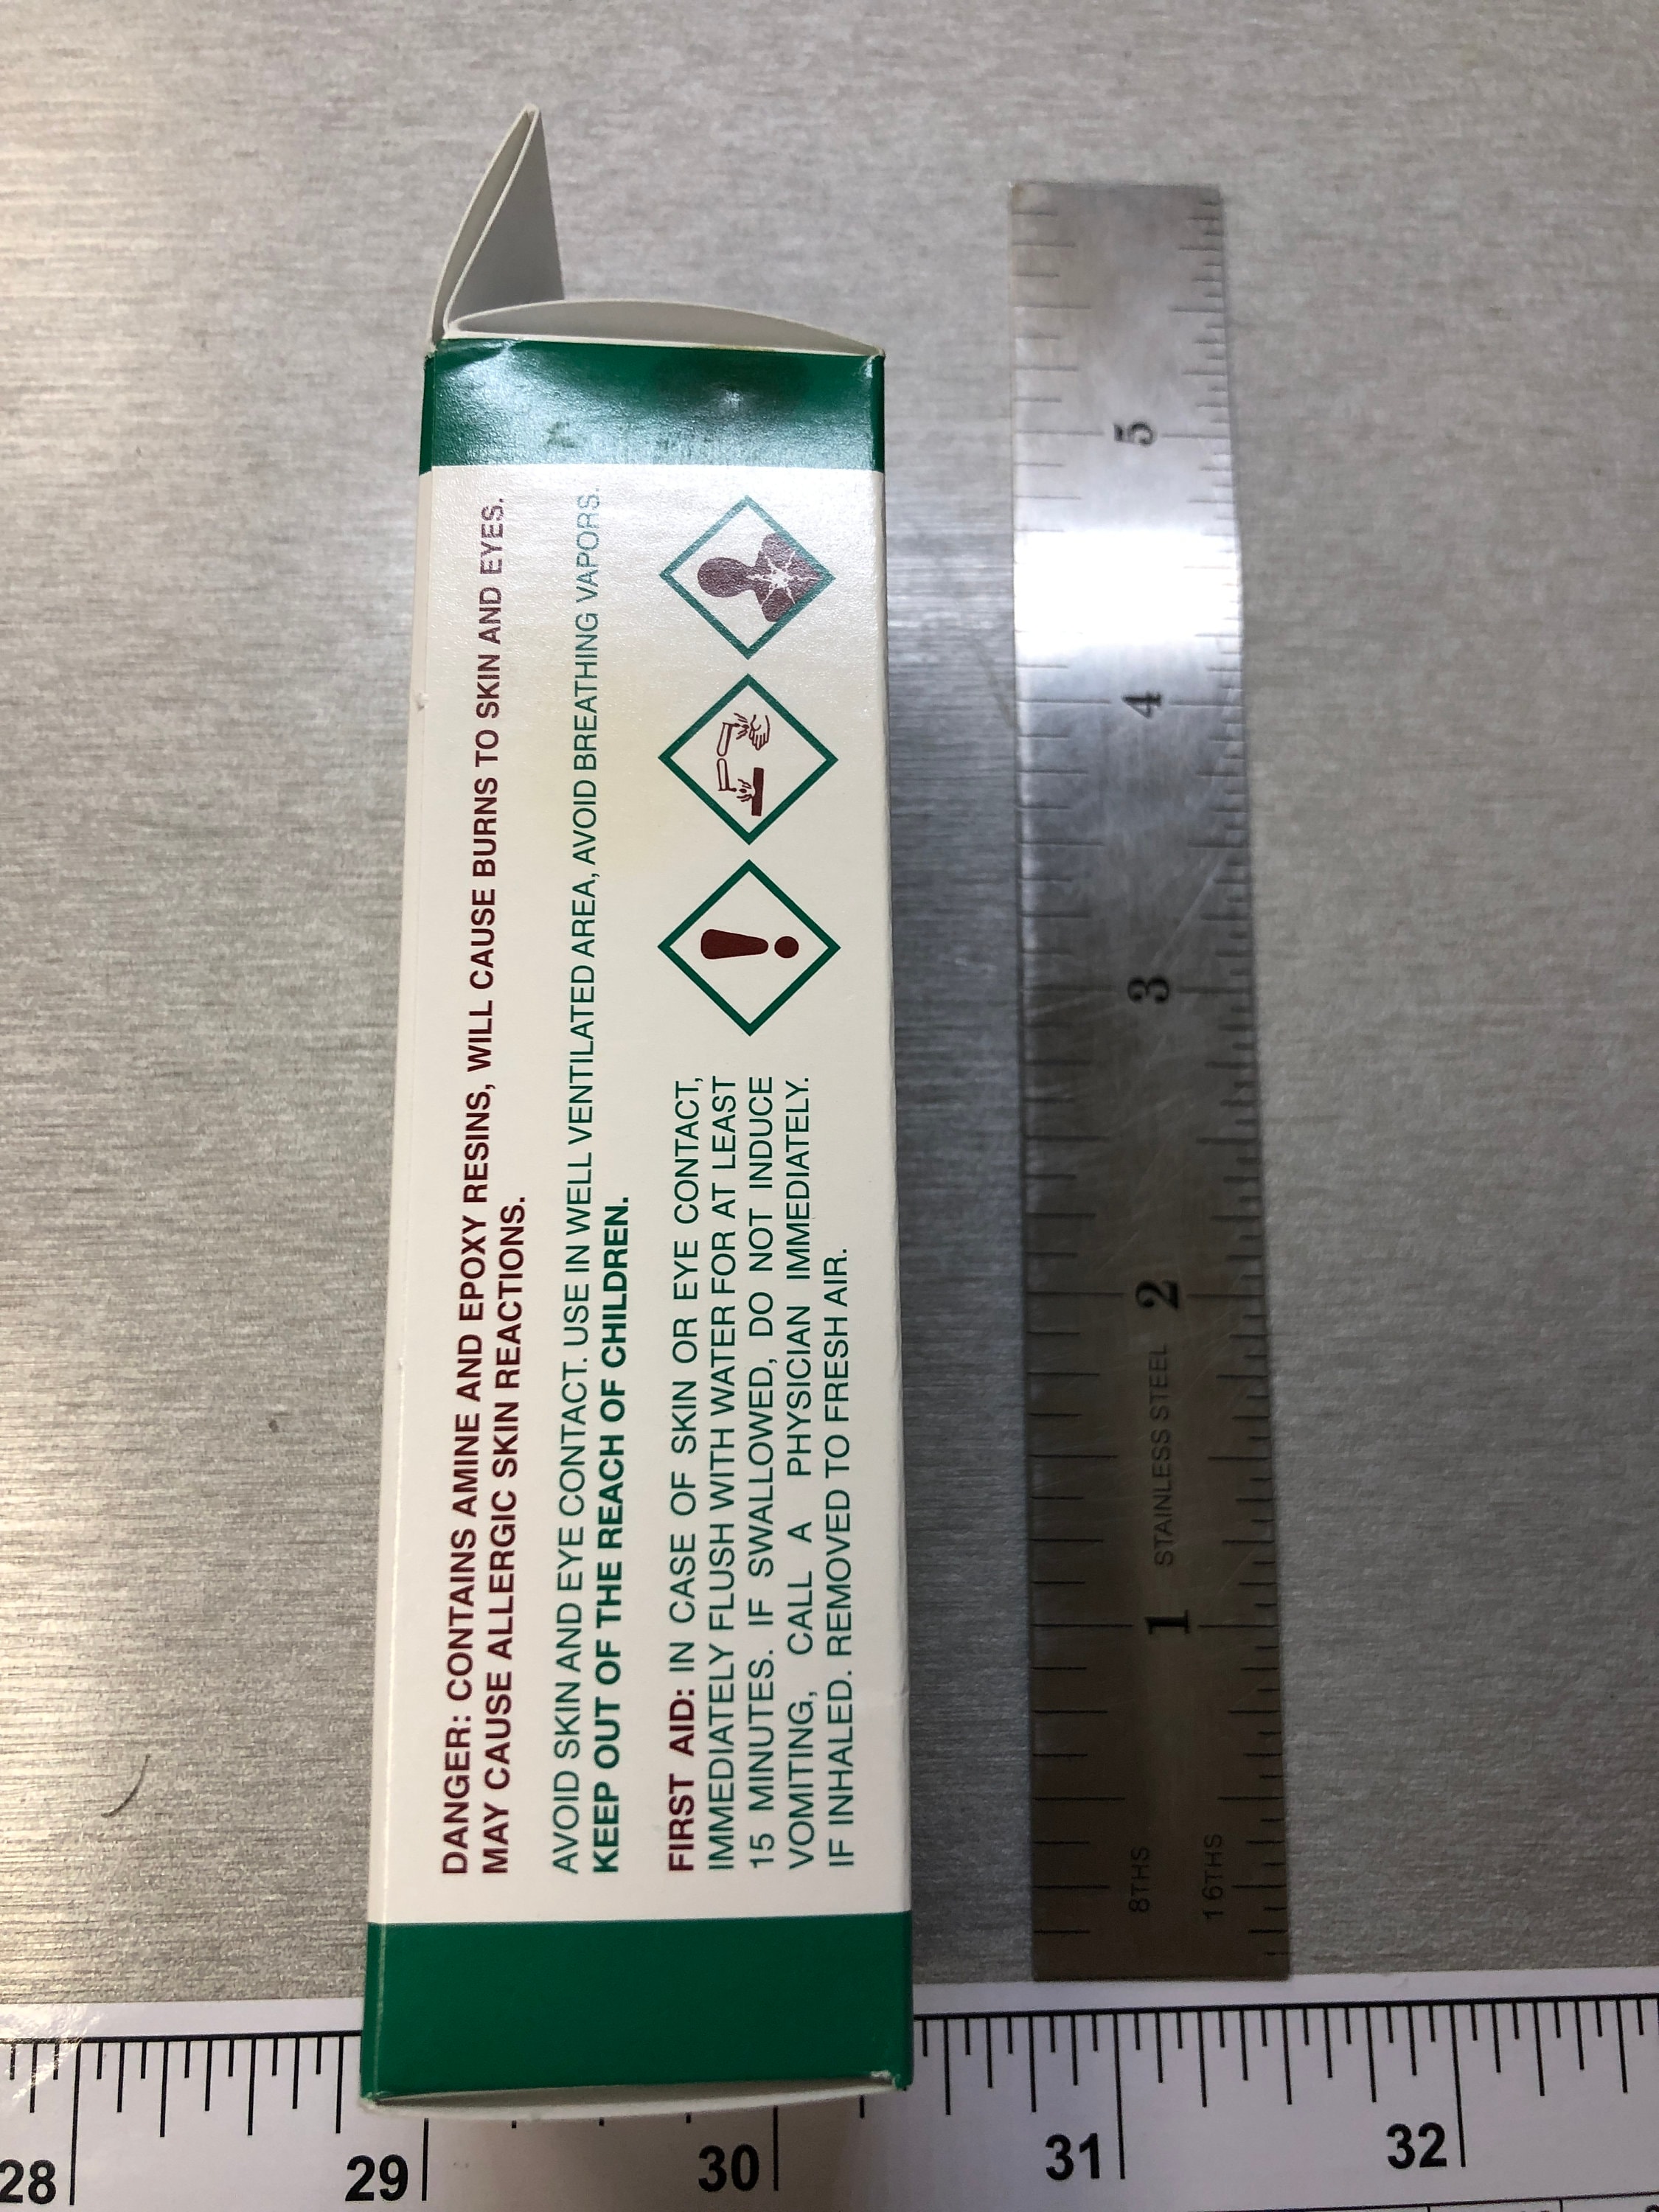 DANGER: CONTAINS AMINE AND EPOXY RESINS, WILL CAUSE BURNS TO SKIN AND EYES.
MAY CAUSE ALLERGIC SKIN REACTIONS.
AVOID SKIN AND EYE CONTACT. USE IN WELL VENTILATED AREA, AVOID BREATHING VAPORS.
KEEP OUT OF THE REACH OF CHILDREN.
FIRST AID: IN CASE OF SKIN OR EYE CONTACT,
IMMEDIATELY FLUSH WITH WATER FOR AT LEAST
15 MINUTES. IF SWALLOWED, DO NOT INDUCE
VOMITING, CALL A PHYSICIAN IMMEDIATELY.
IF INHALED. REMOVED TO FRESH AIR.
8THS
16THS
1
STAINLESS STEEL
2
3
4
5
28
29
30
31
32